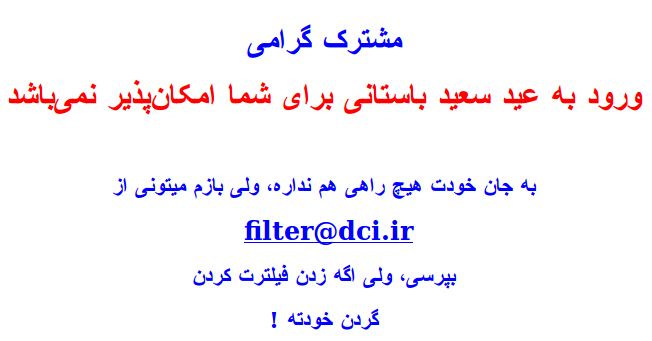 مشترک گرامی
ورود به عید سعید باستانی برای شما امکان‌پذیر نمی‌باشد
به جان خودت هیچ راهی هم نداره، ولی بازم میتونی از
filter@dci.ir
بپرسی، ولی اگه زدن فیلترت کردن
گردن خودته !